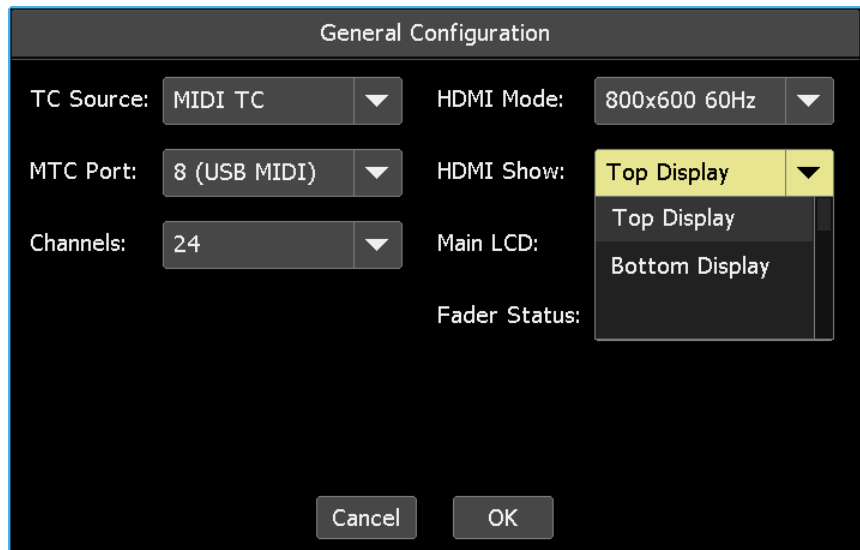 General Configuration
TC Source: MIDI TC
HDMI Mode: 800x600 60Hz
MTC Port: 8 (USB MIDI)
HDMI Show: Top Display
Top Display
Channels: 24
Main LCD:
Bottom Display
Fader Status:
Cancel
OK